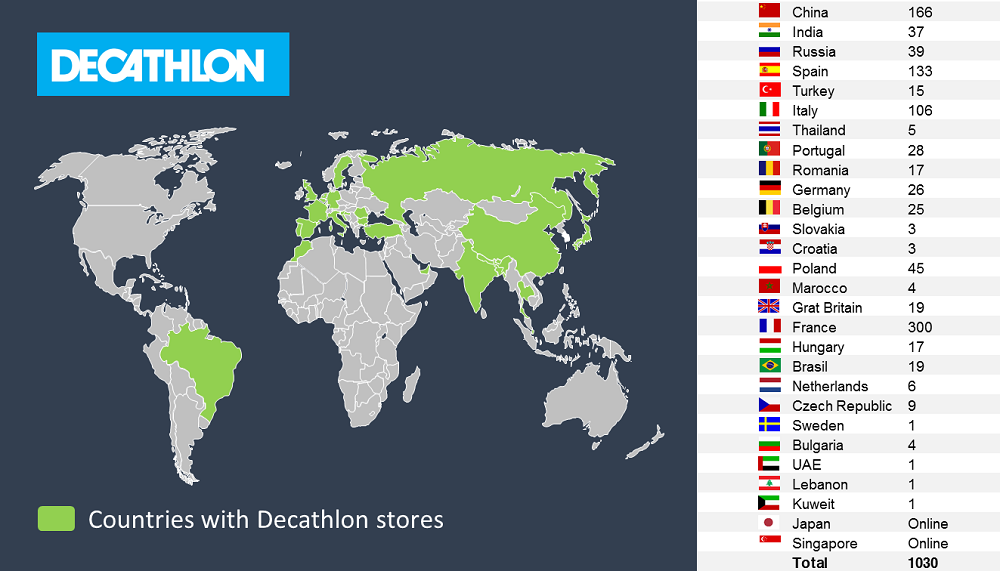 DECATHLON
Countries with Decathlon stores
China 166
India 37
Russia 39
Spain 133
Turkey 15
Italy 106
Thailand 5
Portugal 28
Romania 17
Germany 26
Belgium 25
Slovakia 3
Croatia 3
Poland 45
Marocco 4
Grat Britain 19
France 300
Hungary 17
Brasil 19
Netherlands 6
Czech Republic 9
Sweden 1
Bulgaria 4
UAE 1
Lebanon 1
Kuweit 1
Japan Online
Singapore Online
Total 1030